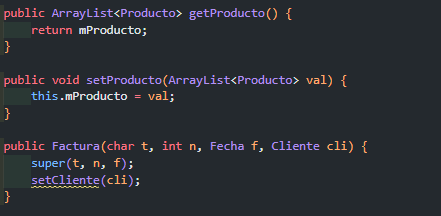 public ArrayList<Producto> getProducto() {
    return mProducto;
}
public void setProducto(ArrayList<Producto> val) {
    this.mProducto = val;
}
public Factura(char t, int n, Fecha f, Cliente cli) {
    super(t, n, f);
    setCliente(cli);
}